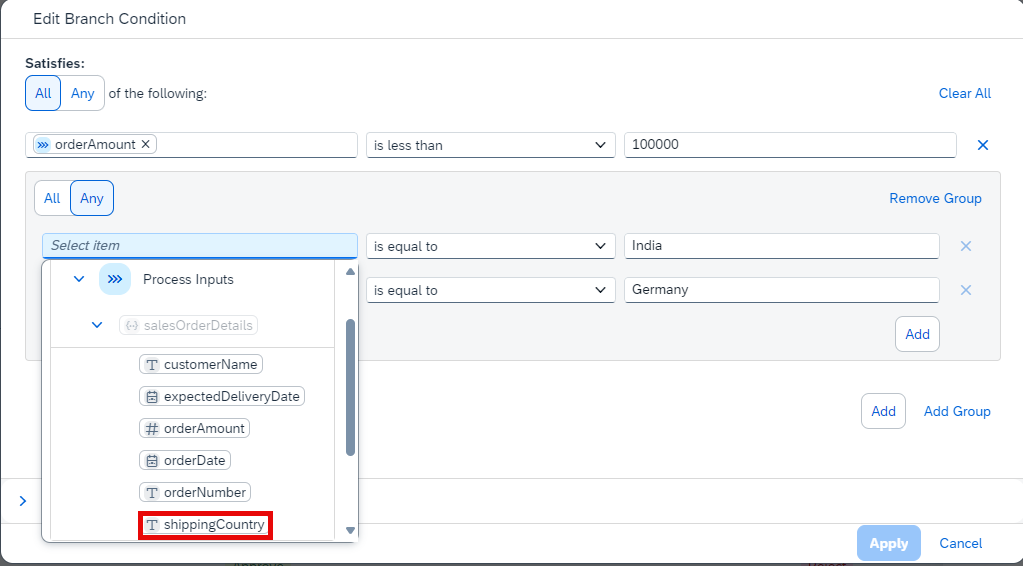 Edit Branch Condition
Satisfies:
All Any of the following: Clear All
orderAmount is less than 100000
All Any Remove Group
Select item is equal to India
Process Inputs
is equal to Germany
salesOrderDetails
Add
customerName
expectedDeliveryDate
Add Add Group
orderAmount
orderDate
orderNumber
shippingCountry
Apply Cancel